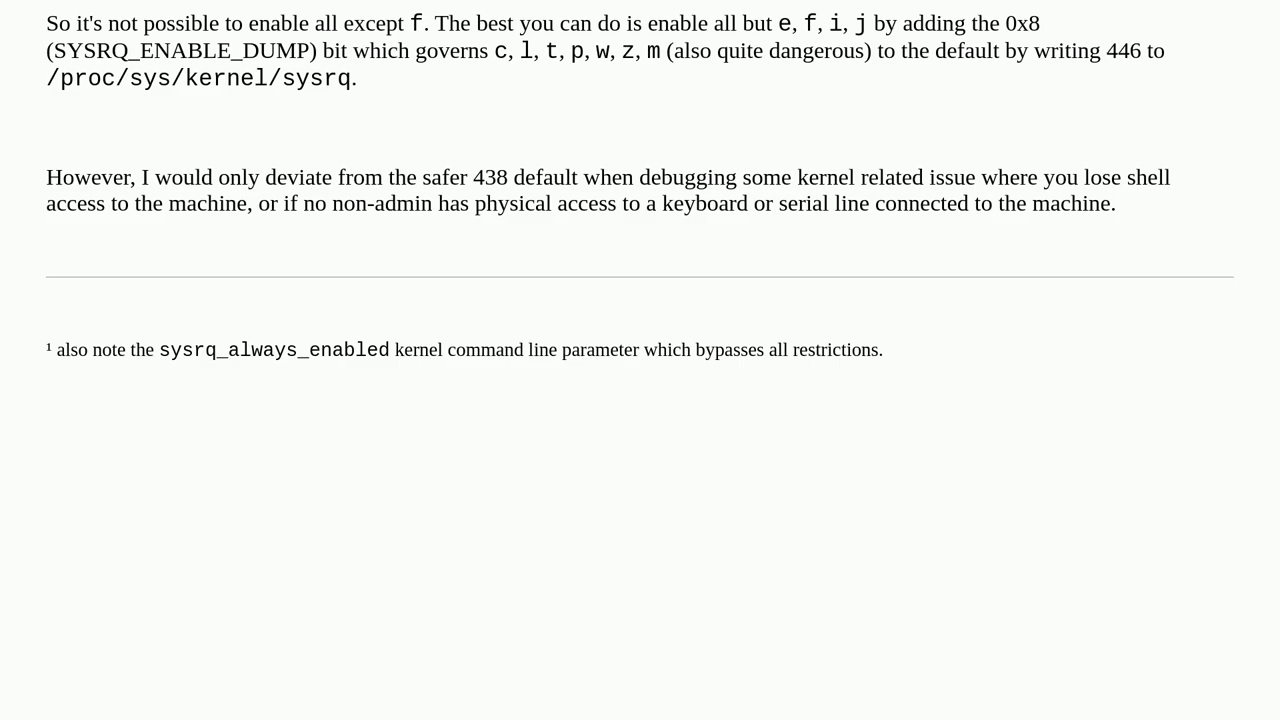 So it's not possible to enable all except f. The best you can do is enable all but e, f, i, j by adding the 0x8
(SYSRQ_ENABLE_DUMP) bit which governs c, l, t, p, w, z, m (also quite dangerous) to the default by writing 446 to
/proc/sys/kernel/sysrq.
However, I would only deviate from the safer 438 default when debugging some kernel related issue where you lose shell
access to the machine, or if no non-admin has physical access to a keyboard or serial line connected to the machine.
¹ also note the sysrq_always_enabled kernel command line parameter which bypasses all restrictions.